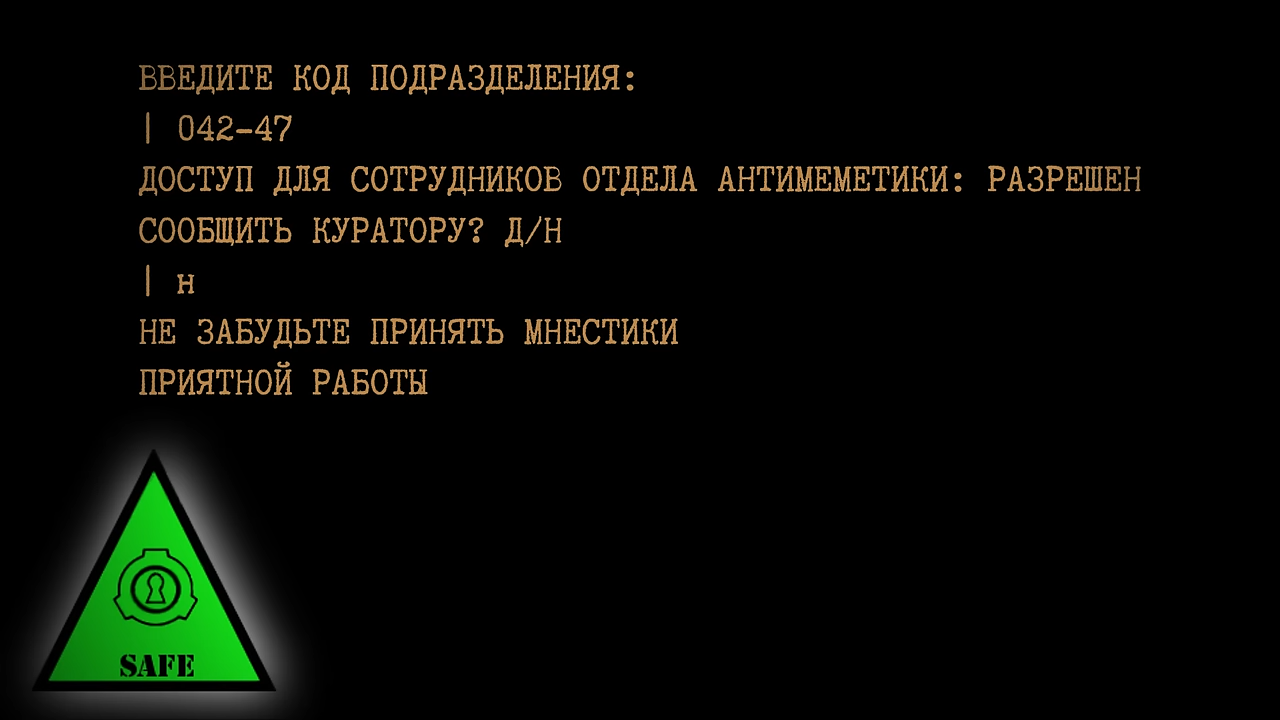 ВВЕДИТЕ КОД ПОДРАЗДЕЛЕНИЯ:
| 042-47
ДОСТУП ДЛЯ СОТРУДНИКОВ ОТДЕЛА АНТИМЕМЕТИКИ: РАЗРЕШЕН
СООБЩИТЬ КУРАТОРУ? Д/Н
| н
НЕ ЗАБУДЬТЕ ПРИНЯТЬ МНЕСТИКИ
ПРИЯТНОЙ РАБОТЫ
SAFE